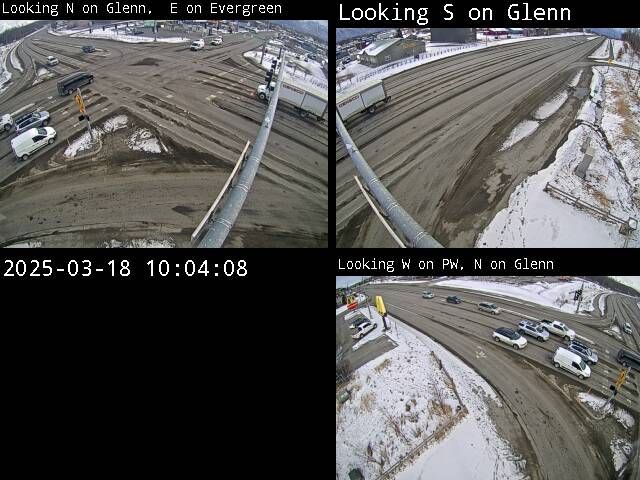 Looking N on Glenn,  E on Evergreen
Looking S on Glenn
2025-03-18 10:04:08
Looking W on PW, N on Glenn